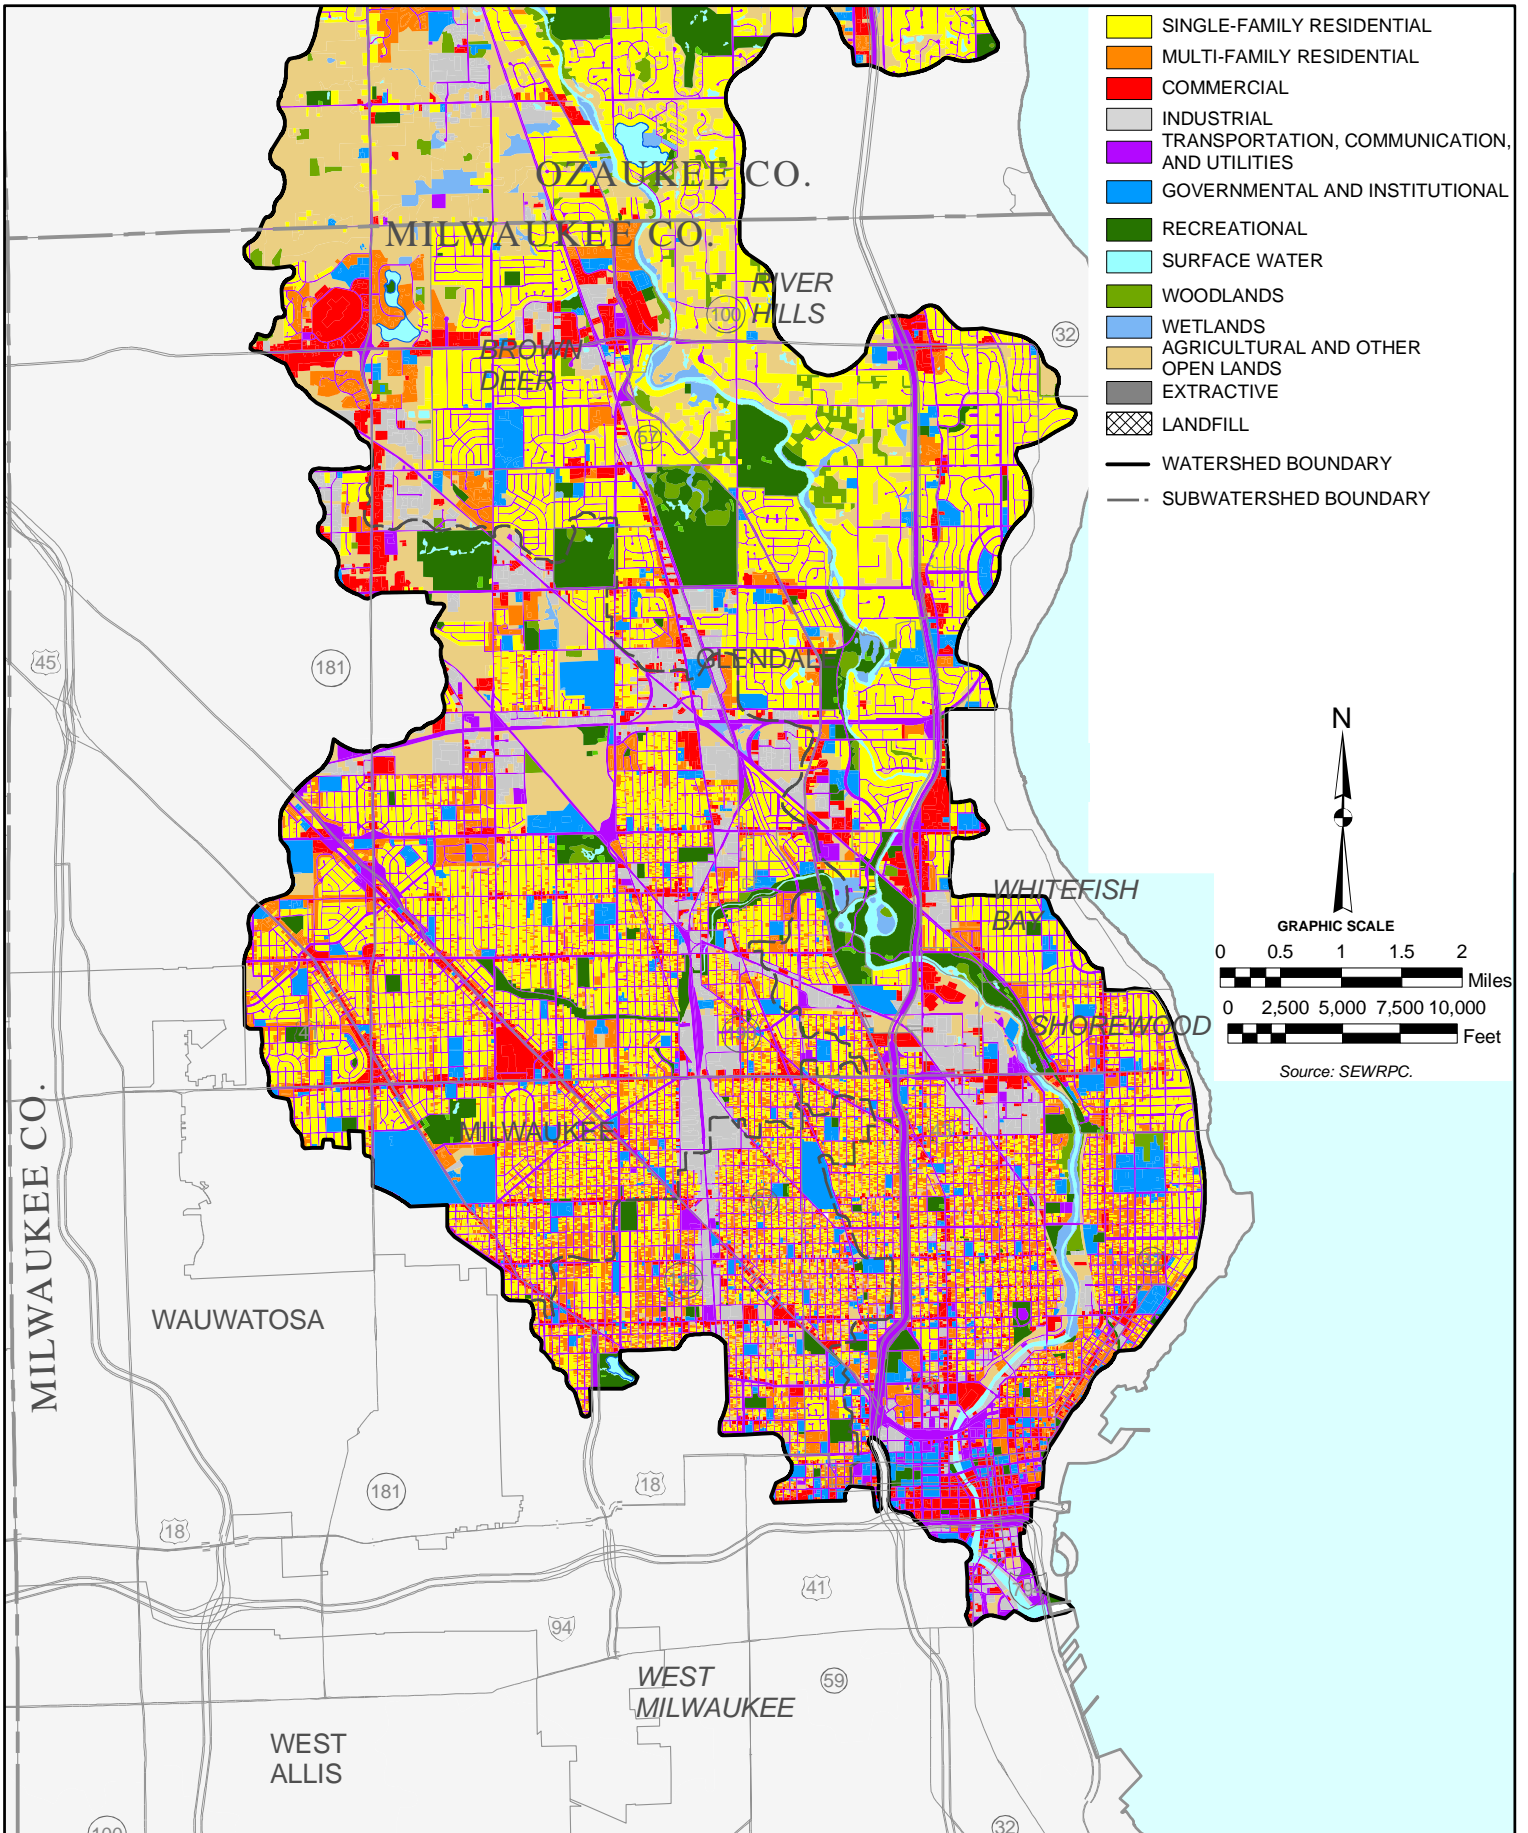 SINGLE-FAMILY RESIDENTIAL
MULTI-FAMILY RESIDENTIAL
COMMERCIAL
INDUSTRIAL
TRANSPORTATION, COMMUNICATION,
AND UTILITIES
GOVERNMENTAL AND INSTITUTIONAL
RECREATIONAL
SURFACE WATER
WOODLANDS
WETLANDS
AGRICULTURAL AND OTHER
OPEN LANDS
EXTRACTIVE
LANDFILL
WATERSHED BOUNDARY
SUBWATERSHED BOUNDARY
OZAUKEE CO.
MILWAUKEE CO.
RIVER
HILLS
100
32
BROWN
DEER
57
45
181
GLENDALE
N
GRAPHIC SCALE
0 0.5 1 1.5 2
Miles
0 2,500 5,000 7,500 10,000
Feet
Source: SEWRPC.
WHITEFISH
BAY
SHOREWOOD
MILWAUKEE
MILWAUKEE CO.
WAUWATOSA
181
18
18
41
94
59
WEST
MILWAUKEE
WEST
ALLIS
100
32